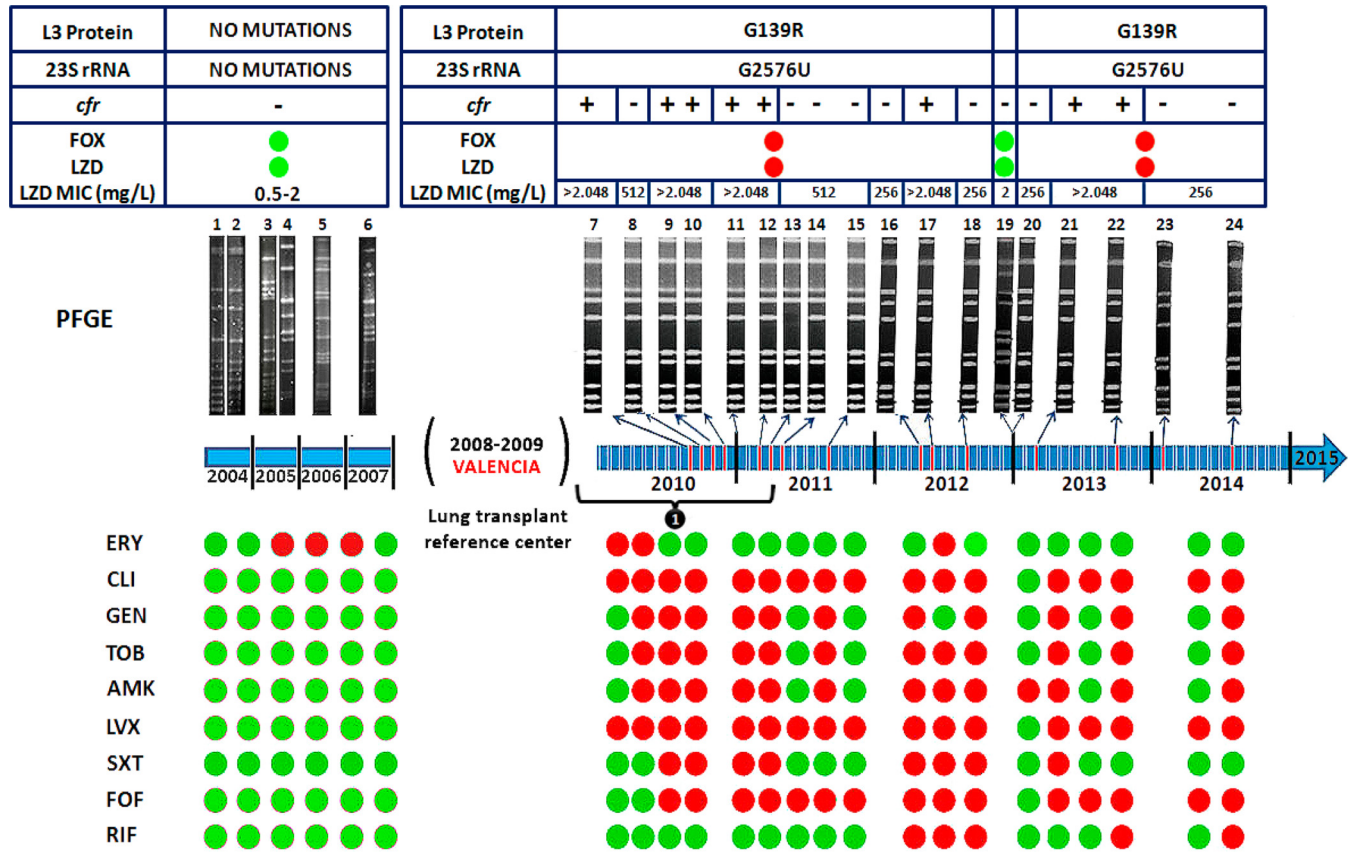 L3 Protein NO MUTATIONS
23S rRNA NO MUTATIONS
cfr -
FOX
LZD
LZD MIC (mg/L) 0.5-2
L3 Protein G139R G139R
23S rRNA G2576U G2576U
cfr + - + + + + - - - - + - - - + + - -
FOX
LZD
LZD MIC (mg/L) >2.048 512 >2.048 >2.048 512 256 >2.048 256 2 256 >2.048 256
1 2 3 4 5 6 7 8 9 10 11 12 13 14 15 16 17 18 19 20 21 22 23 24
PFGE
2008-2009
VALENCIA
2004 2005 2006 2007 2010 2011 2012 2013 2014 2015
Lung transplant
reference center
1
ERY
CLI
GEN
TOB
AMK
LVX
SXT
FOF
RIF